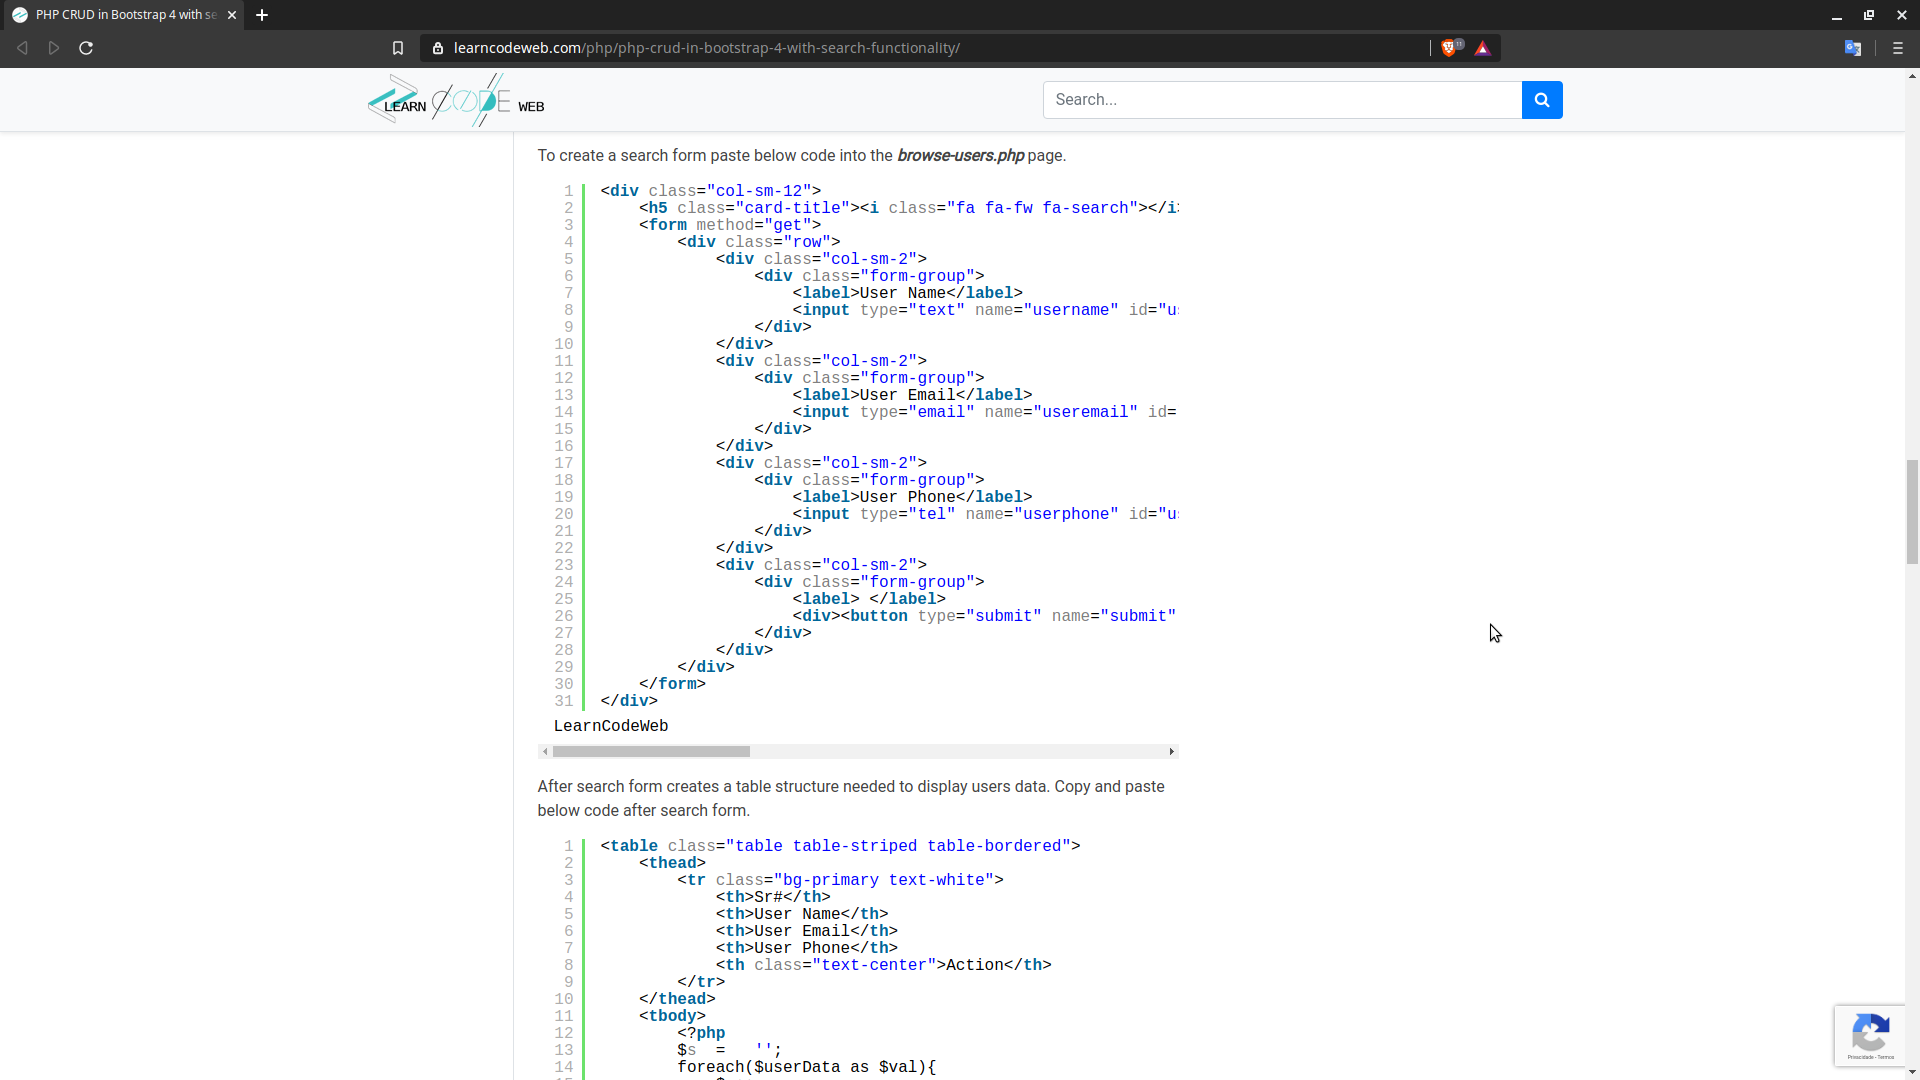 PHP CRUD in Bootstrap 4 with se
learncodeweb.com/php/php-crud-in-bootstrap-4-with-search-functionality/
LEARN CODE WEB
Search...
To create a search form paste below code into the browse-users.php page.
1 <div class="col-sm-12">
2     <h5 class="card-title"><i class="fa fa-fw fa-search"></i>
3     <form method="get">
4         <div class="row">
5             <div class="col-sm-2">
6                 <div class="form-group">
7                     <label>User Name</label>
8                     <input type="text" name="username" id="us
9                 </div>
10             </div>
11             <div class="col-sm-2">
12                 <div class="form-group">
13                     <label>User Email</label>
14                     <input type="email" name="useremail" id=
15                 </div>
16             </div>
17             <div class="col-sm-2">
18                 <div class="form-group">
19                     <label>User Phone</label>
20                     <input type="tel" name="userphone" id="us
21                 </div>
22             </div>
23             <div class="col-sm-2">
24                 <div class="form-group">
25                     <label> </label>
26                     <div><button type="submit" name="submit"
27                 </div>
28             </div>
29         </div>
30     </form>
31 </div>
LearnCodeWeb
After search form creates a table structure needed to display users data. Copy and paste
below code after search form.
1 <table class="table table-striped table-bordered">
2     <thead>
3         <tr class="bg-primary text-white">
4             <th>Sr#</th>
5             <th>User Name</th>
6             <th>User Email</th>
7             <th>User Phone</th>
8             <th class="text-center">Action</th>
9         </tr>
10     </thead>
11     <tbody>
12         <?php
13         $s  =   '';
14         foreach($userData as $val){
Privacidade - Termos